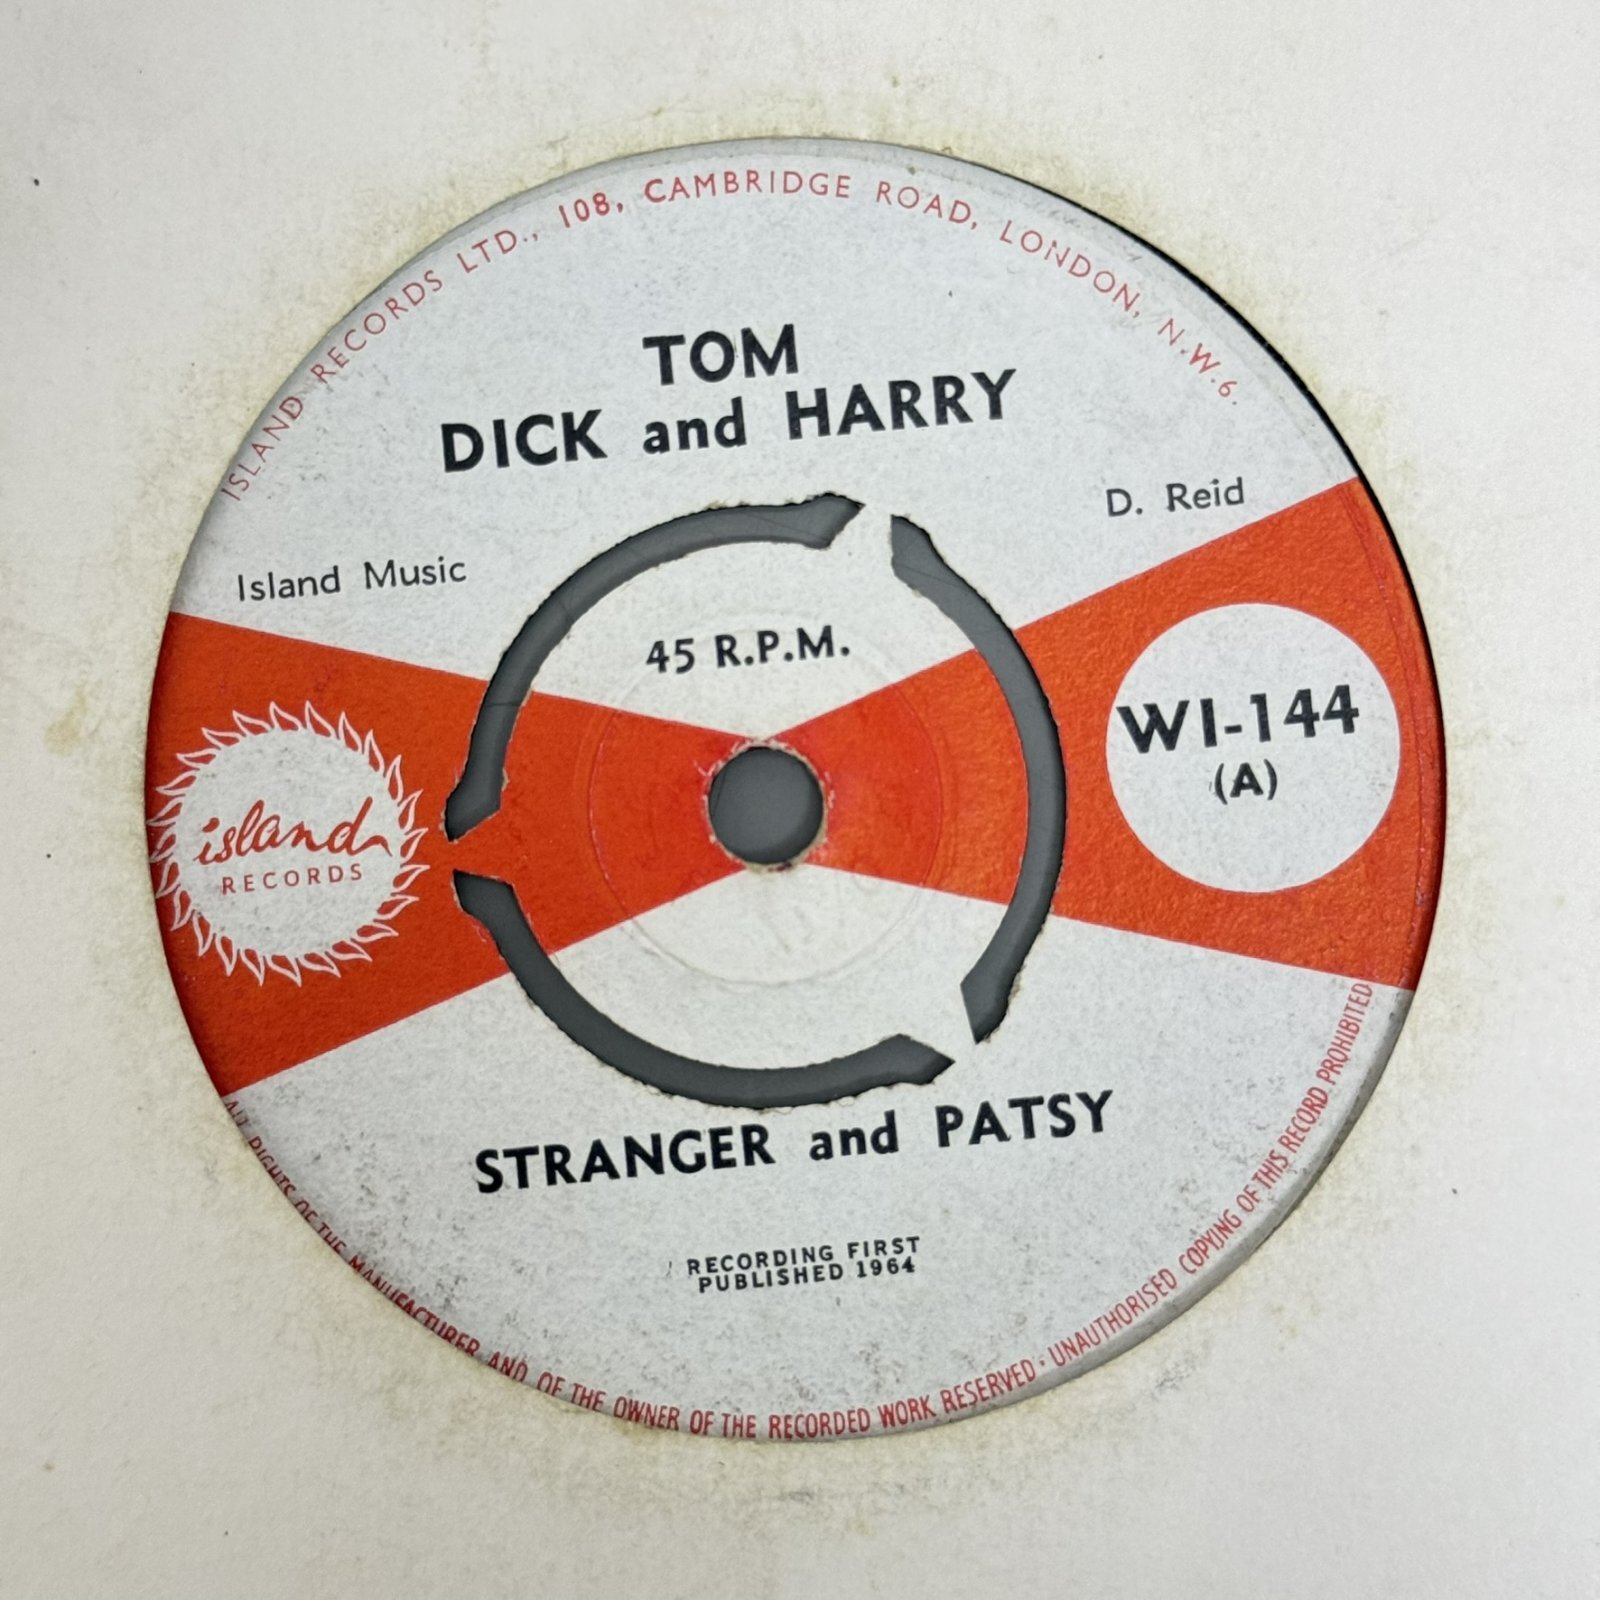 ISLAND RECORDS LTD., 108, CAMBRIDGE ROAD, LONDON, N.W.6.
TOM
DICK and HARRY
D. Reid
Island Music
45 R.P.M.
WI-144
(A)
island
RECORDS
STRANGER and PATSY
RECORDING FIRST
PUBLISHED 1964
ALL RIGHTS OF THE MANUFACTURER AND OF THE OWNER OF THE RECORDED WORK RESERVED · UNAUTHORISED COPYING OF THIS RECORD PROHIBITED